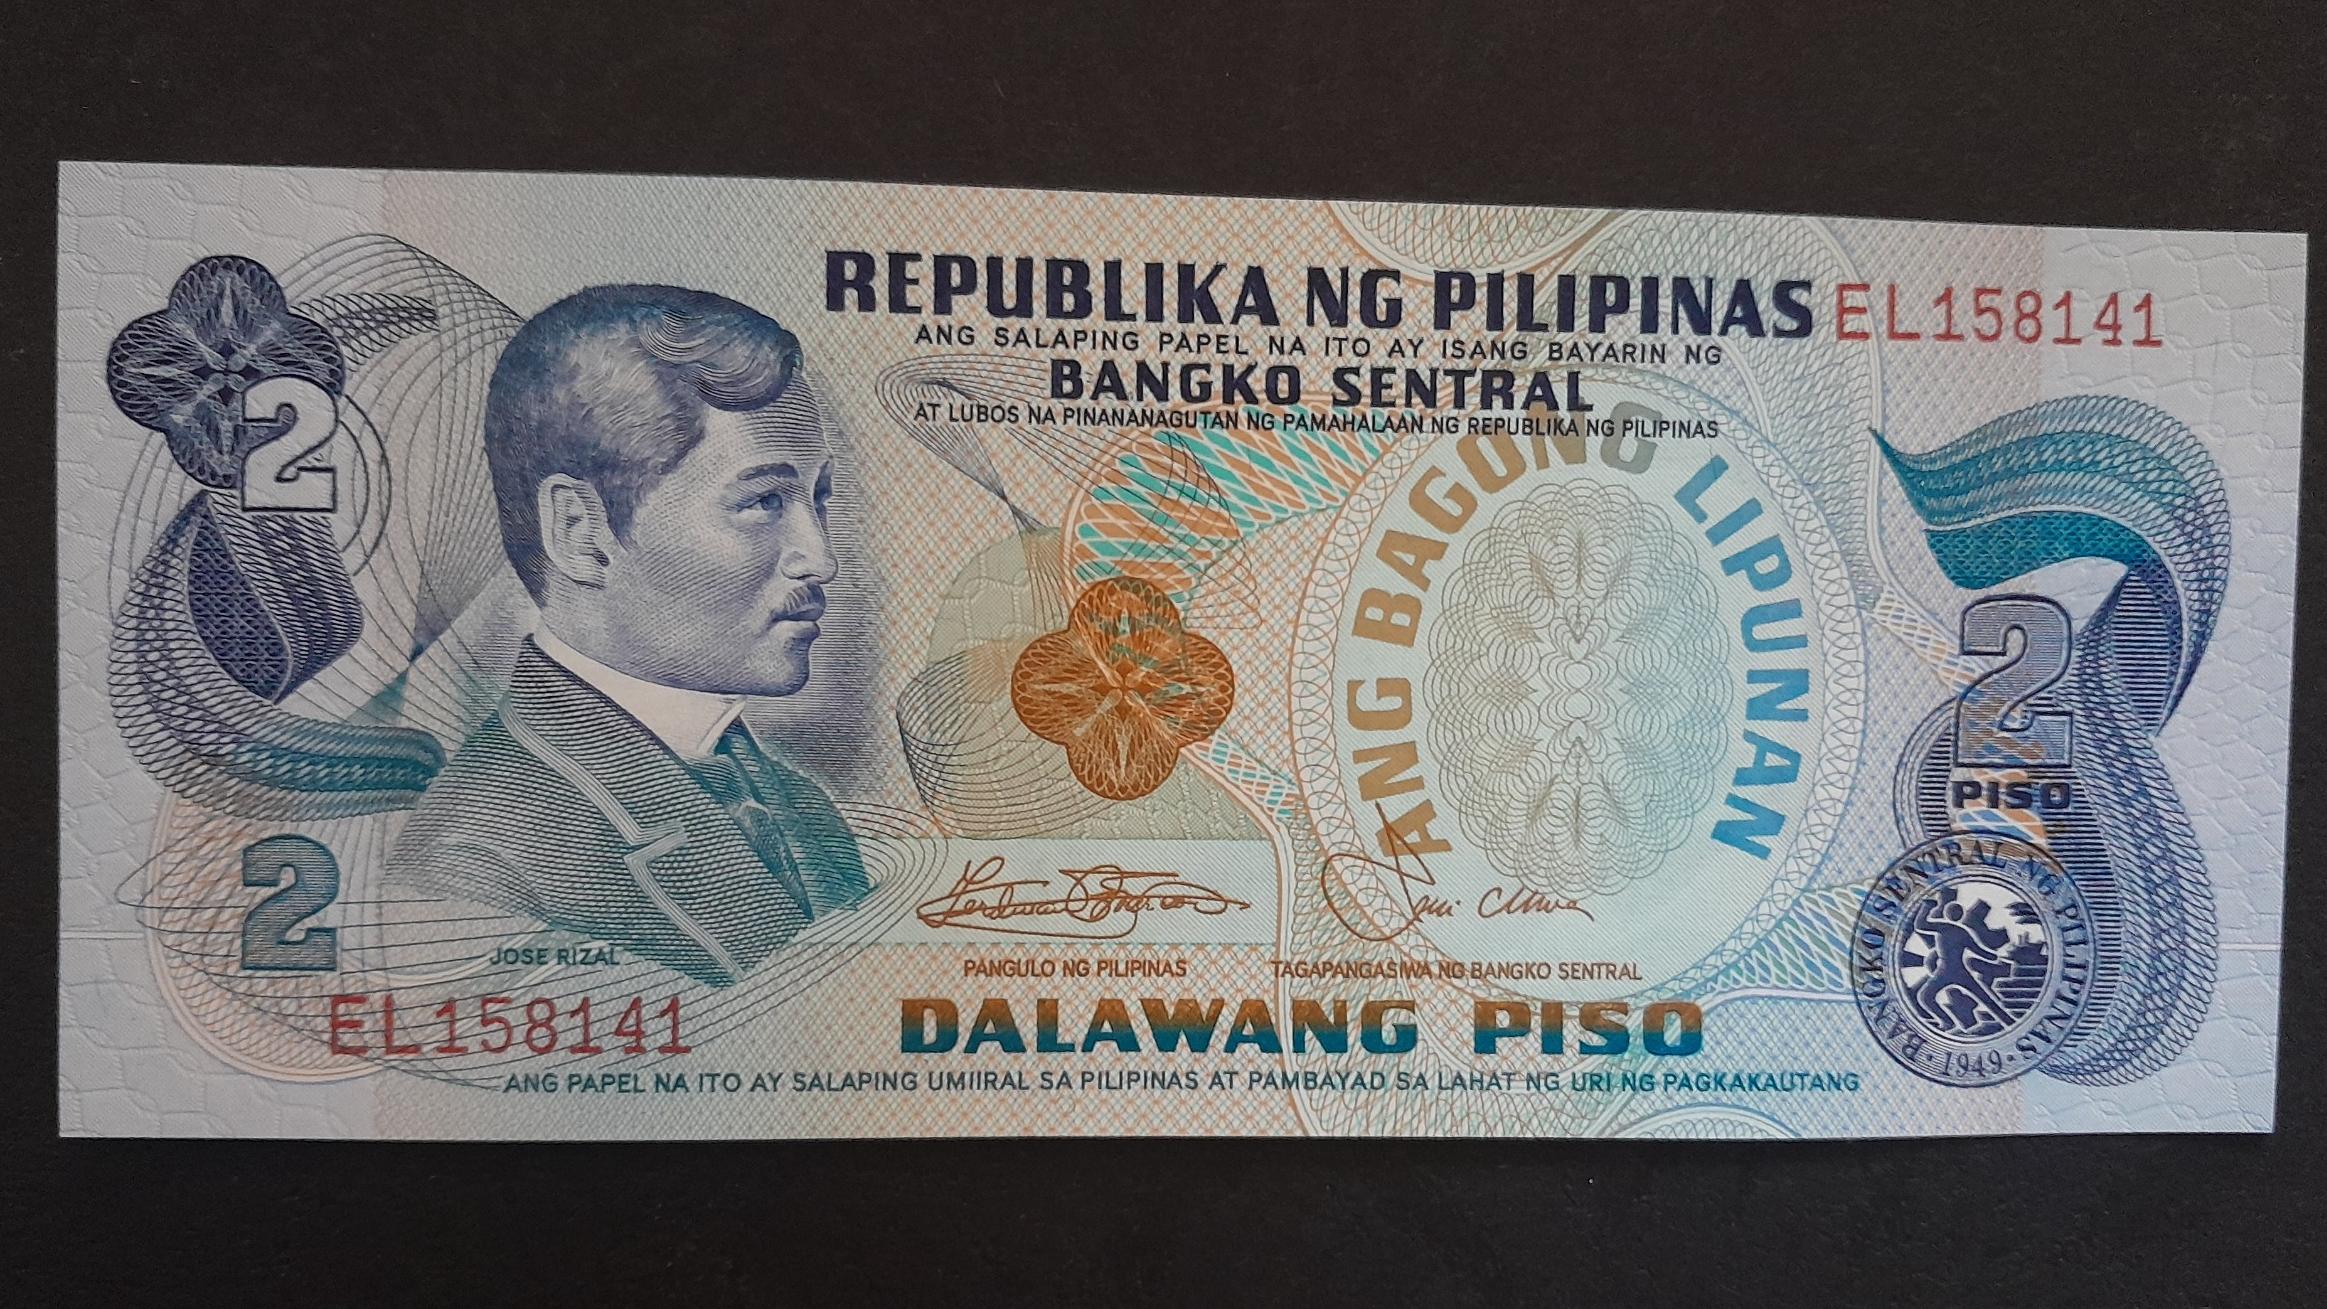 REPUBLIKA NG PILIPINAS EL158141
ANG SALAPING PAPEL NA ITO AY ISANG BAYARIN NG
BANGKO SENTRAL
AT LUBOS NA PINANANAGUTAN NG PAMAHALAAN NG REPUBLIKA NG PILIPINAS
2
ANG BAGONG LIPUNAN
2
PISO
2
JOSE RIZAL
PANGULO NG PILIPINAS
TAGAPANGASIWA NG BANGKO SENTRAL
BANGKO SENTRAL NG PILIPINAS
1949
EL158141
DALAWANG PISO
ANG PAPEL NA ITO AY SALAPING UMIIRAL SA PILIPINAS AT PAMBAYAD SA LAHAT NG URI NG PAGKAKAUTANG